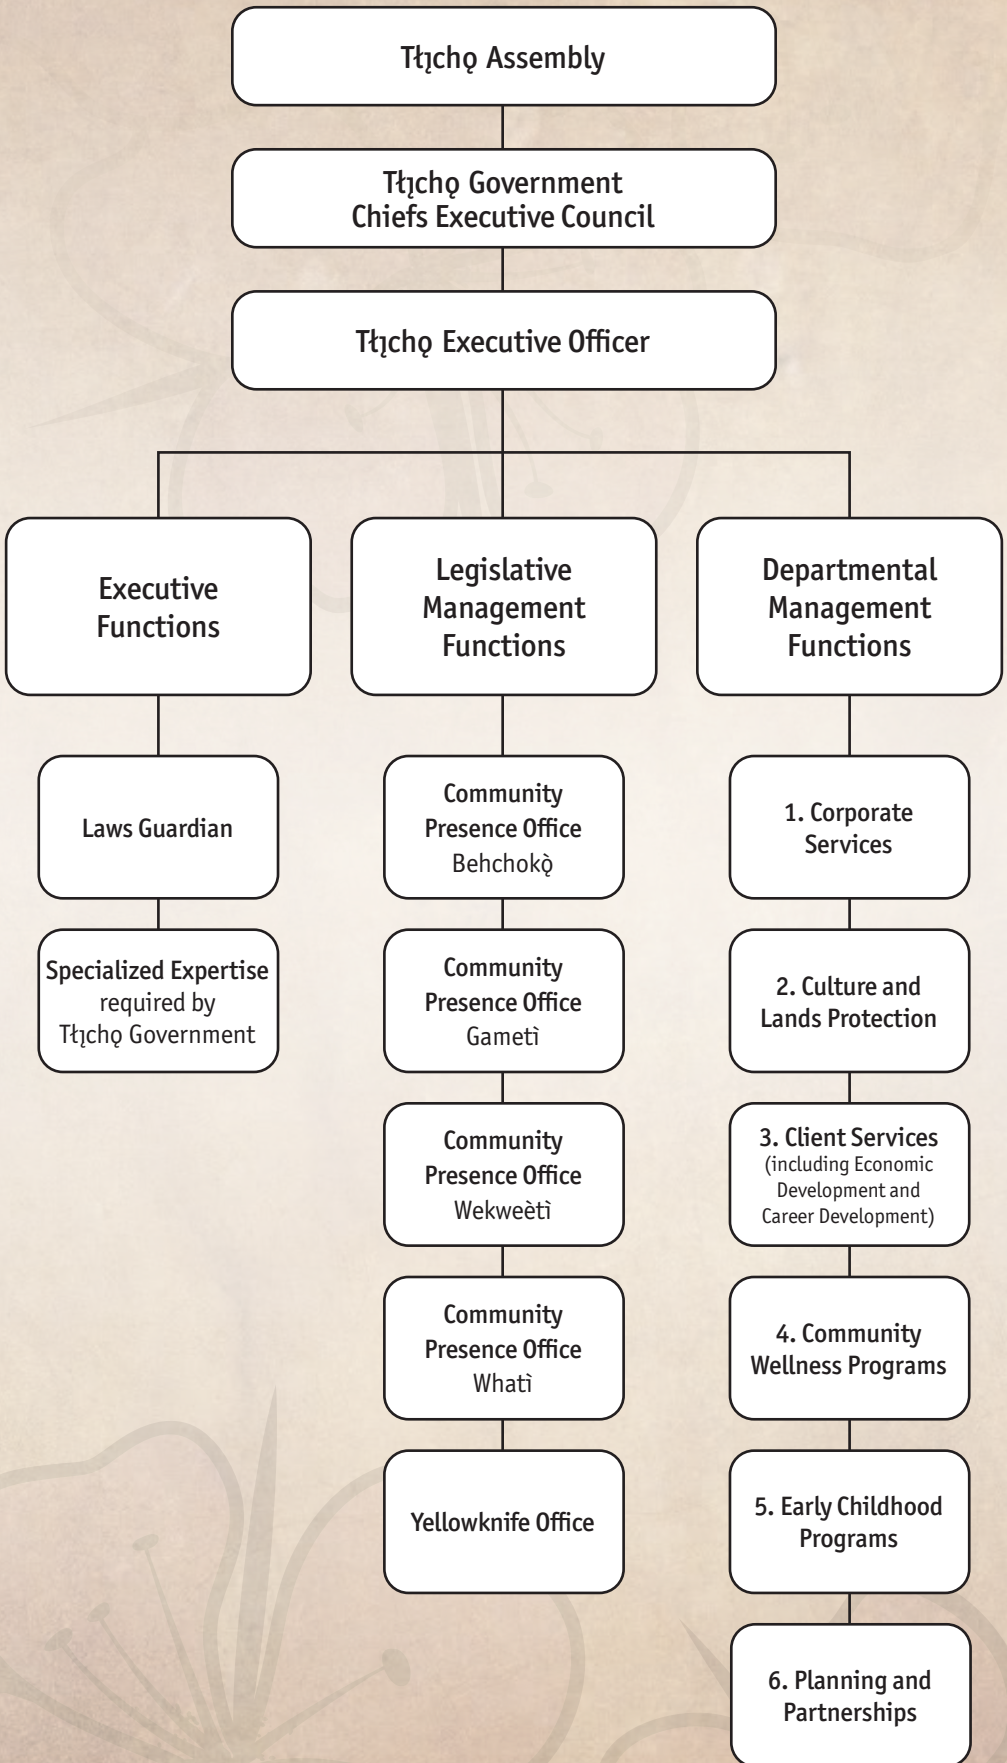 Tłı̨chǫ Assembly
Tłı̨chǫ Government
Chiefs Executive Council
Tłı̨chǫ Executive Officer
Executive
Functions
Laws Guardian
Specialized Expertise
required by
Tłı̨chǫ Government
Legislative
Management
Functions
Community
Presence Office
Behchokǫ̀
Community
Presence Office
Gametì
Community
Presence Office
Wekweètì
Community
Presence Office
Whatì
Yellowknife Office
Departmental
Management
Functions
1. Corporate
Services
2. Culture and
Lands Protection
3. Client Services
(including Economic
Development and
Career Development)
4. Community
Wellness Programs
5. Early Childhood
Programs
6. Planning and
Partnerships